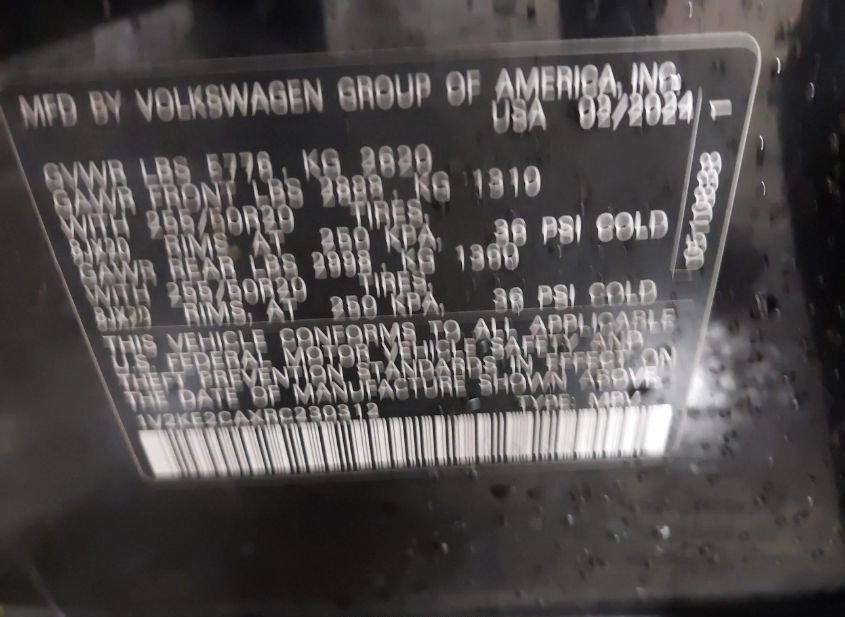 MFD BY VOLKSWAGEN GROUP OF AMERICA, INC.
USA 02/2024
GVWR LBS 5776, KG 2620
GAWR FRONT LBS 2888, KG 1310
WITH 255/50R20 TIRES,
8JX20 RIMS, AT 250 KPA, 36 PSI COLD
GAWR REAR LBS 2998, KG 1360
WITH 255/50R20 TIRES,
8JX20 RIMS, AT 250 KPA, 36 PSI COLD
THIS VEHICLE CONFORMS TO ALL APPLICABLE
U.S. FEDERAL MOTOR VEHICLE SAFETY AND
THEFT PREVENTION STANDARDS IN EFFECT ON
THE DATE OF MANUFACTURE SHOWN ABOVE.
TYPE: MPV